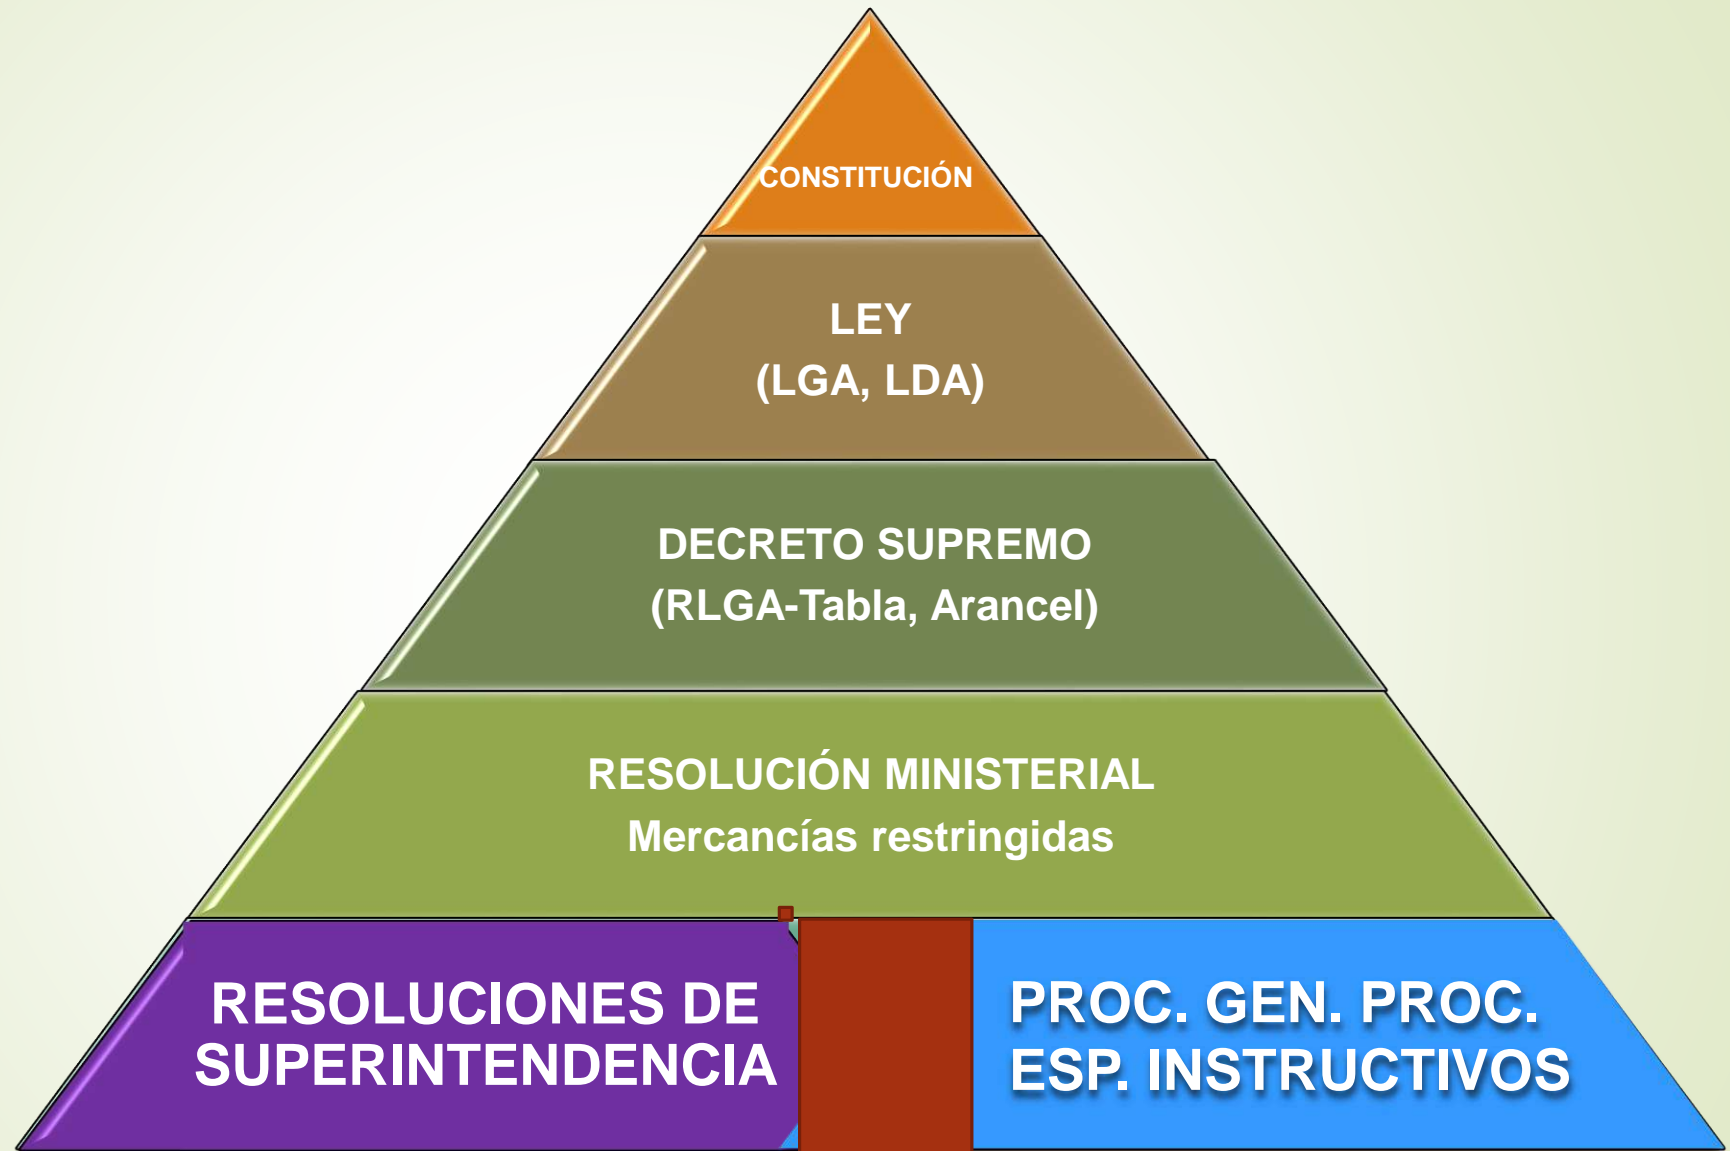 CONSTITUCIÓN
LEY
(LGA, LDA)
DECRETO SUPREMO
(RLGA-Tabla, Arancel)
RESOLUCIÓN MINISTERIAL
Mercancías restringidas
RESOLUCIONES DE
SUPERINTENDENCIA
PROC. GEN. PROC.
ESP. INSTRUCTIVOS